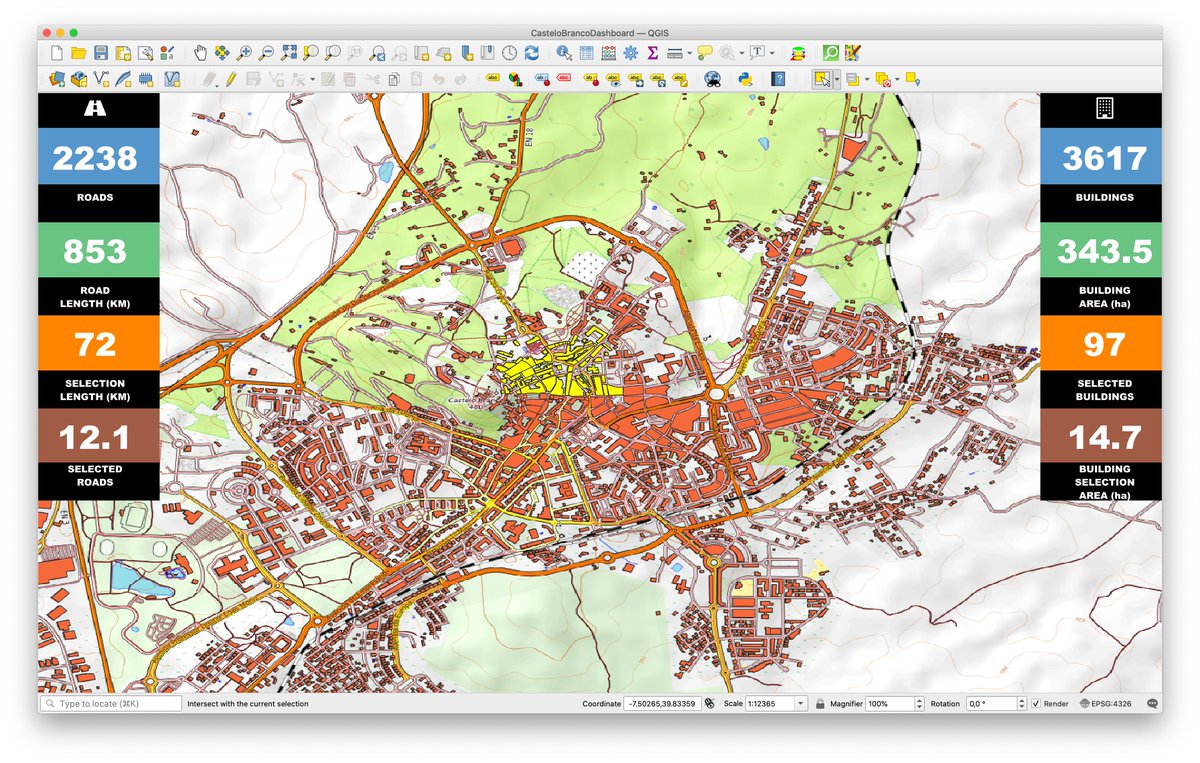 CasteloBrancoDashboard — QGIS
2238
ROADS
853
ROAD
LENGTH (KM)
72
SELECTION
LENGTH (KM)
12.1
SELECTED
ROADS
3617
BUILDINGS
343.5
BUILDING
AREA (ha)
97
SELECTED
BUILDINGS
14.7
BUILDING
SELECTION
AREA (ha)
EN 18
EN 3
Type to locate (⌘K)
Intersect with the current selection
Coordinate
-7.50265,39.83359
Scale
1:12365
Magnifier
100%
Rotation
0,0 °
Render
EPSG:4326